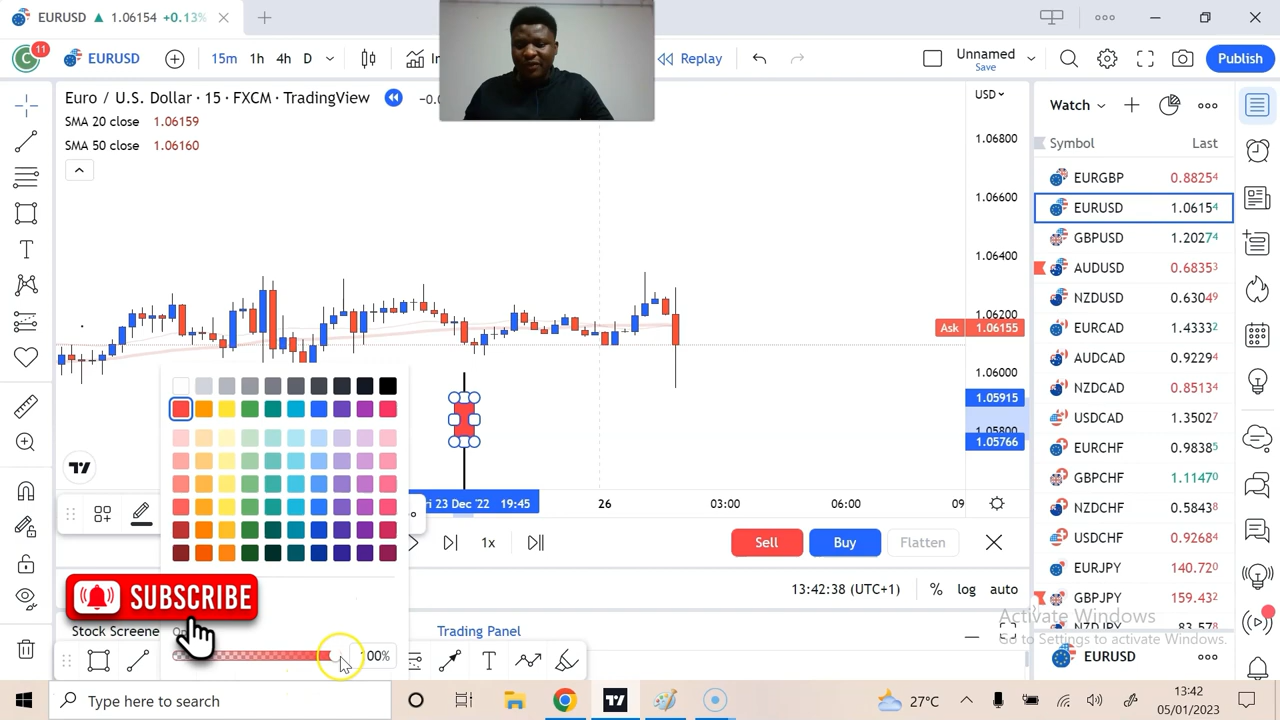 EURUSD ▲ 1.06154 +0.13%
11
EURUSD
15m 1h 4h D
Replay
Unnamed
Save
Publish
Euro / U.S. Dollar · 15 · FXCM · TradingView
SMA 20 close 1.06159
SMA 50 close 1.06160
USD
1.06800
1.06600
1.06400
1.06200
Ask 1.06155
1.06000
1.05915
1.05800
1.05766
Watch
Symbol Last
EURGBP 0.88254
EURUSD 1.06154
GBPUSD 1.20274
AUDUSD 0.68353
NZDUSD 0.63049
EURCAD 1.43332
AUDCAD 0.92294
NZDCAD 0.85134
USDCAD 1.35027
EURCHF 0.98385
GBPCHF 1.11470
NZDCHF 0.58438
USDCHF 0.92684
EURJPY 140.720
GBPJPY 159.432
EURUSD
23 Dec '22 19:45
26
03:00
06:00
09
1x
Sell
Buy
Flatten
13:42:38 (UTC+1)
% log auto
SUBSCRIBE
Stock Screene
Trading Panel
Activate Windows
Go to Settings to activate Windows.
Type here to search
27°C
13:42
05/01/2023